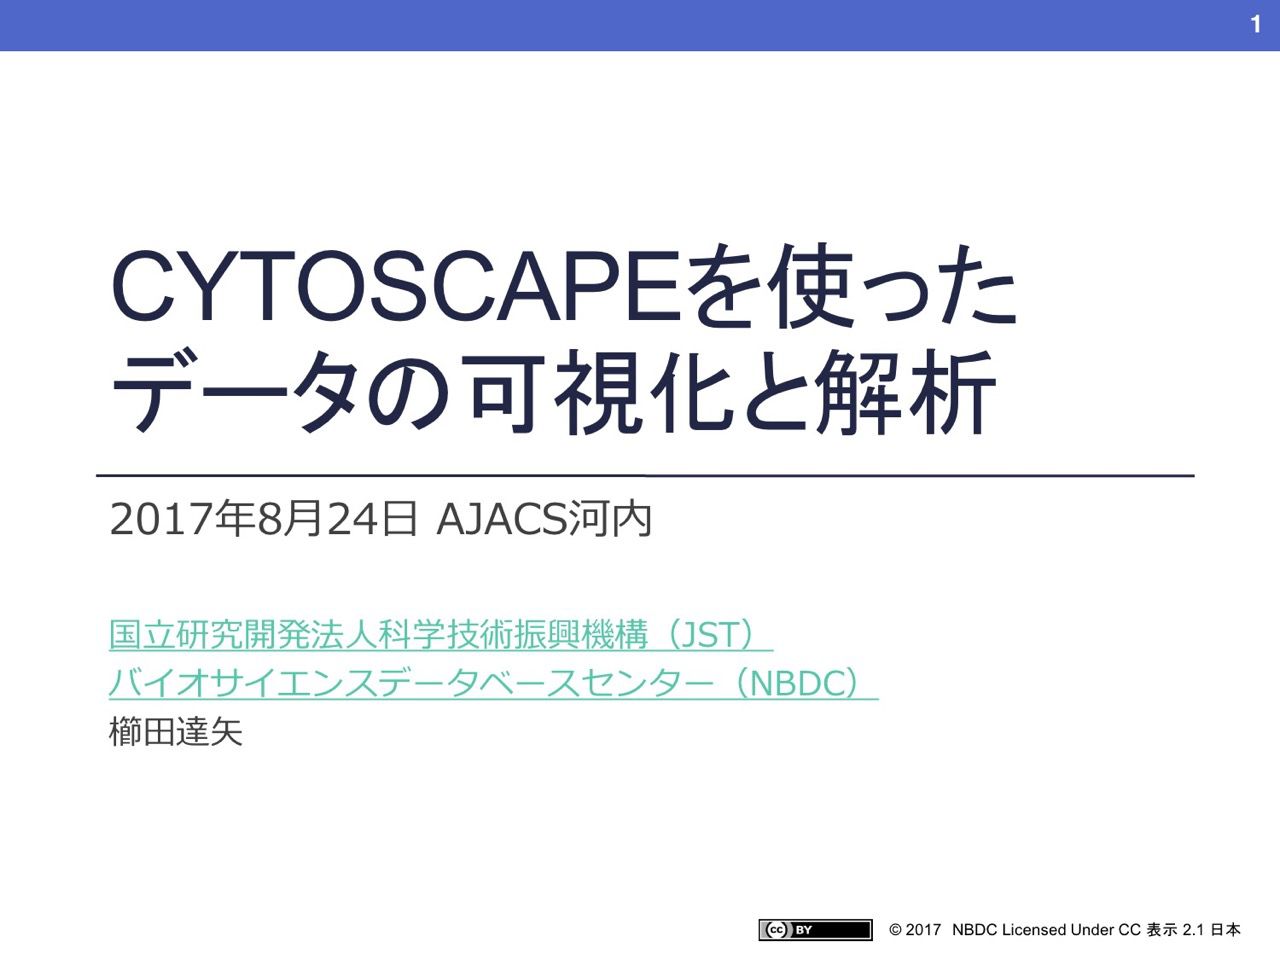 1
CYTOSCAPEを使った
データの可視化と解析
2017年8月24日 AJACS河内
国立研究開発法人科学技術振興機構（JST）
バイオサイエンスデータベースセンター（NBDC）
櫛田達矢
cc BY
© 2017 NBDC Licensed Under CC 表示 2.1 日本